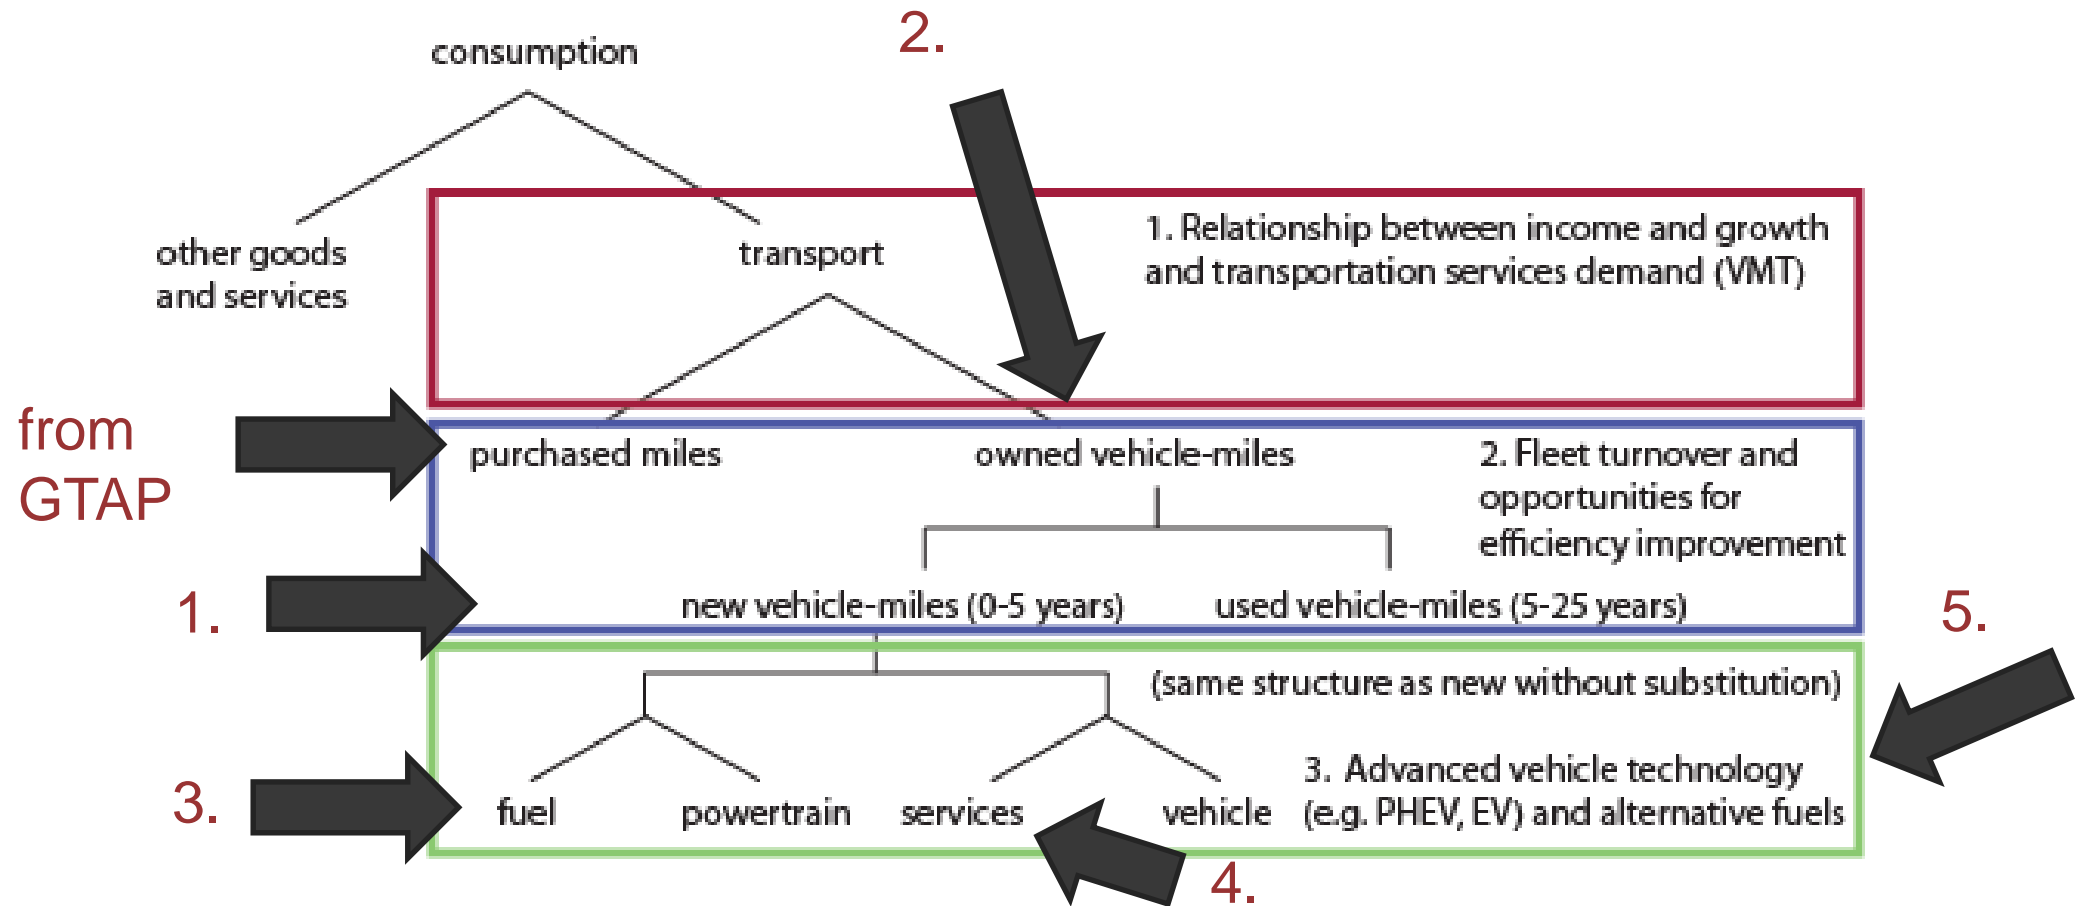 2.
consumption
other goods
and services
transport
1. Relationship between income and growth
and transportation services demand (VMT)
from
GTAP
purchased miles
owned vehicle-miles
2. Fleet turnover and
opportunities for
efficiency improvement
1.
new vehicle-miles (0-5 years)
used vehicle-miles (5-25 years)
5.
(same structure as new without substitution)
3.
fuel
powertrain
services
vehicle
3. Advanced vehicle technology
(e.g. PHEV, EV) and alternative fuels
4.